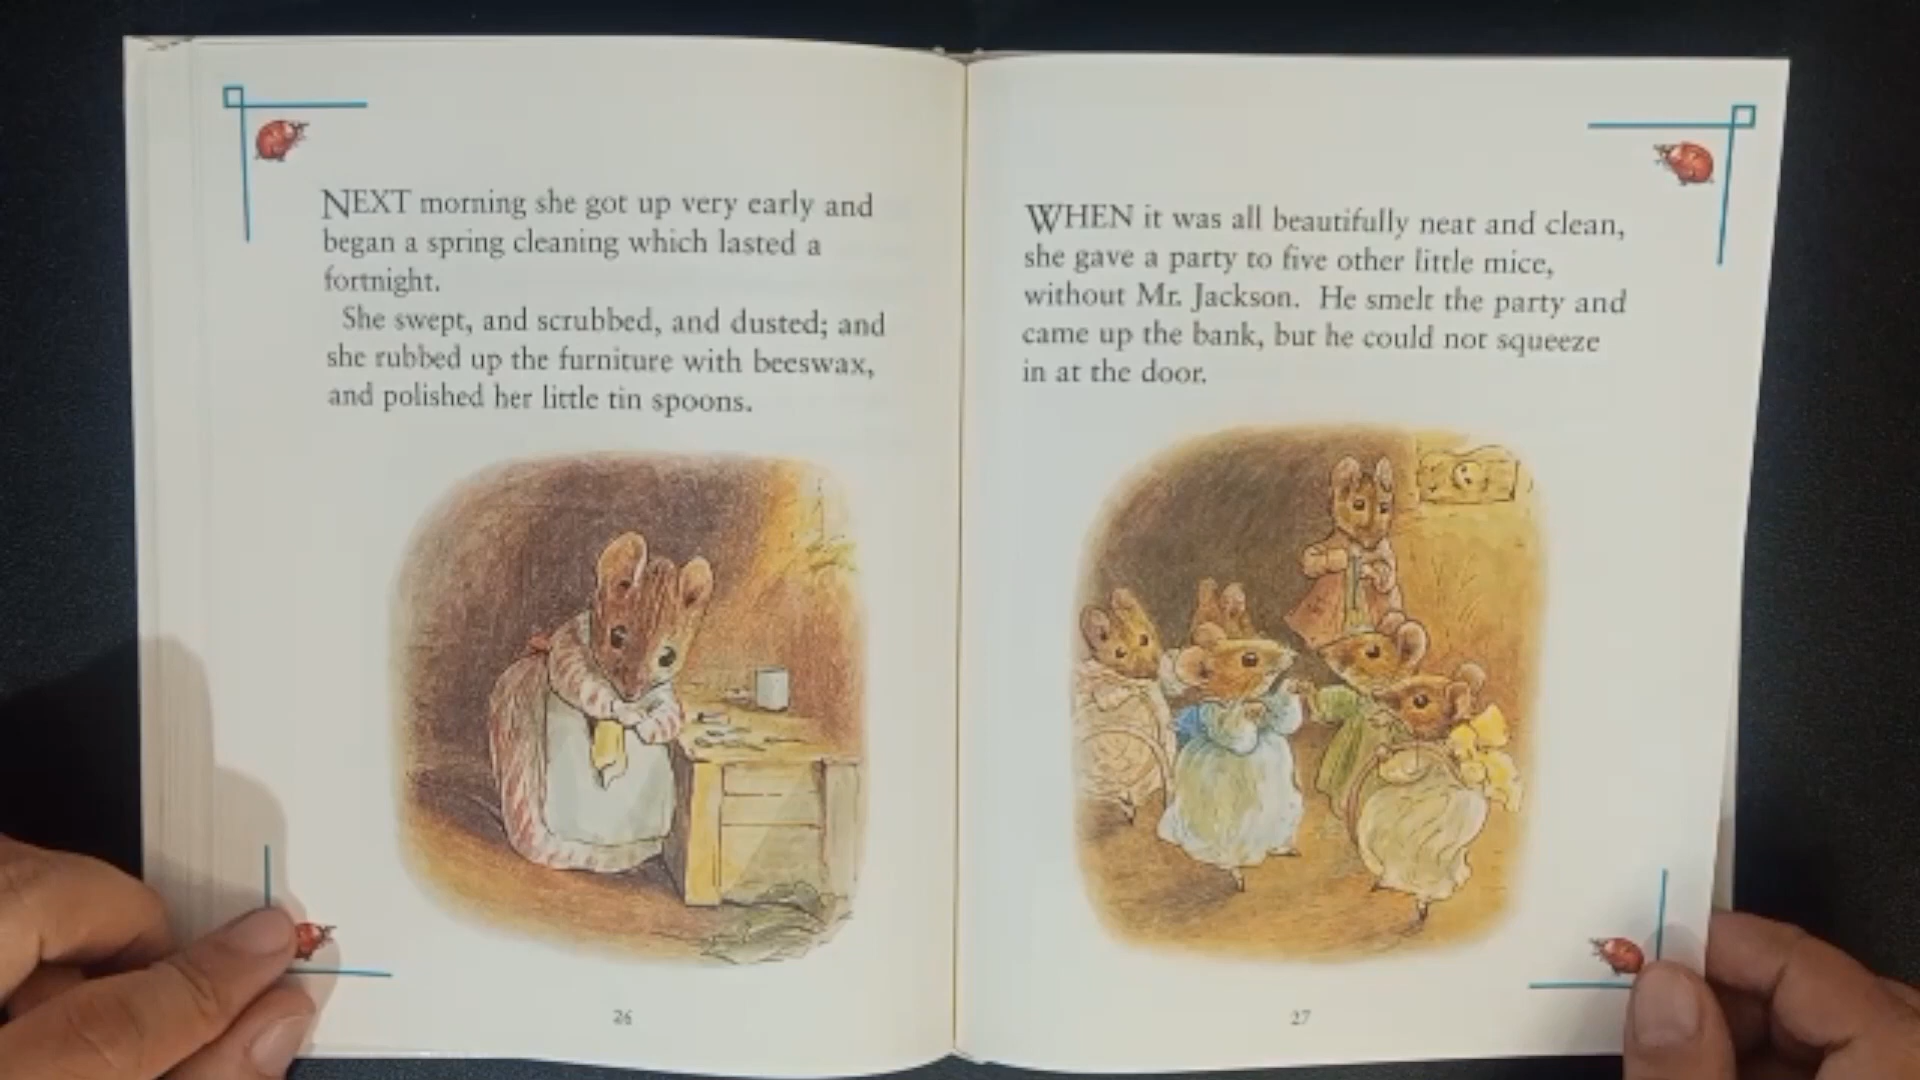 NEXT morning she got up very early and
began a spring cleaning which lasted a
fortnight.
She swept, and scrubbed, and dusted; and
she rubbed up the furniture with beeswax,
and polished her little tin spoons.
26
WHEN it was all beautifully neat and clean,
she gave a party to five other little mice,
without Mr. Jackson. He smelt the party and
came up the bank, but he could not squeeze
in at the door.
27